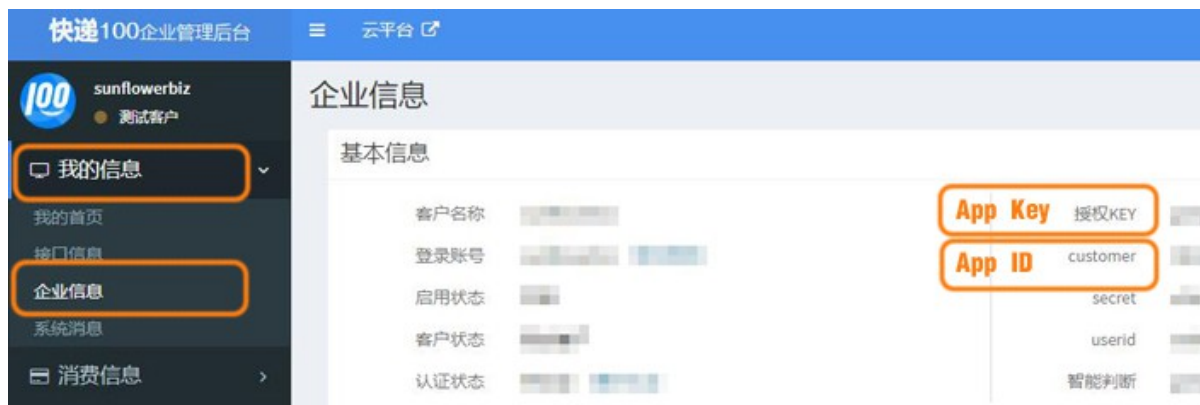 快递100企业管理后台
云平台
100
sunflowerbiz
测试客户
企业信息
基本信息
我的信息
我的首页
接口信息
企业信息
系统消息
消费信息
客户名称
登录账号
启用状态
客户状态
认证状态
App Key 授权KEY
App ID customer
secret
userid
智能判断